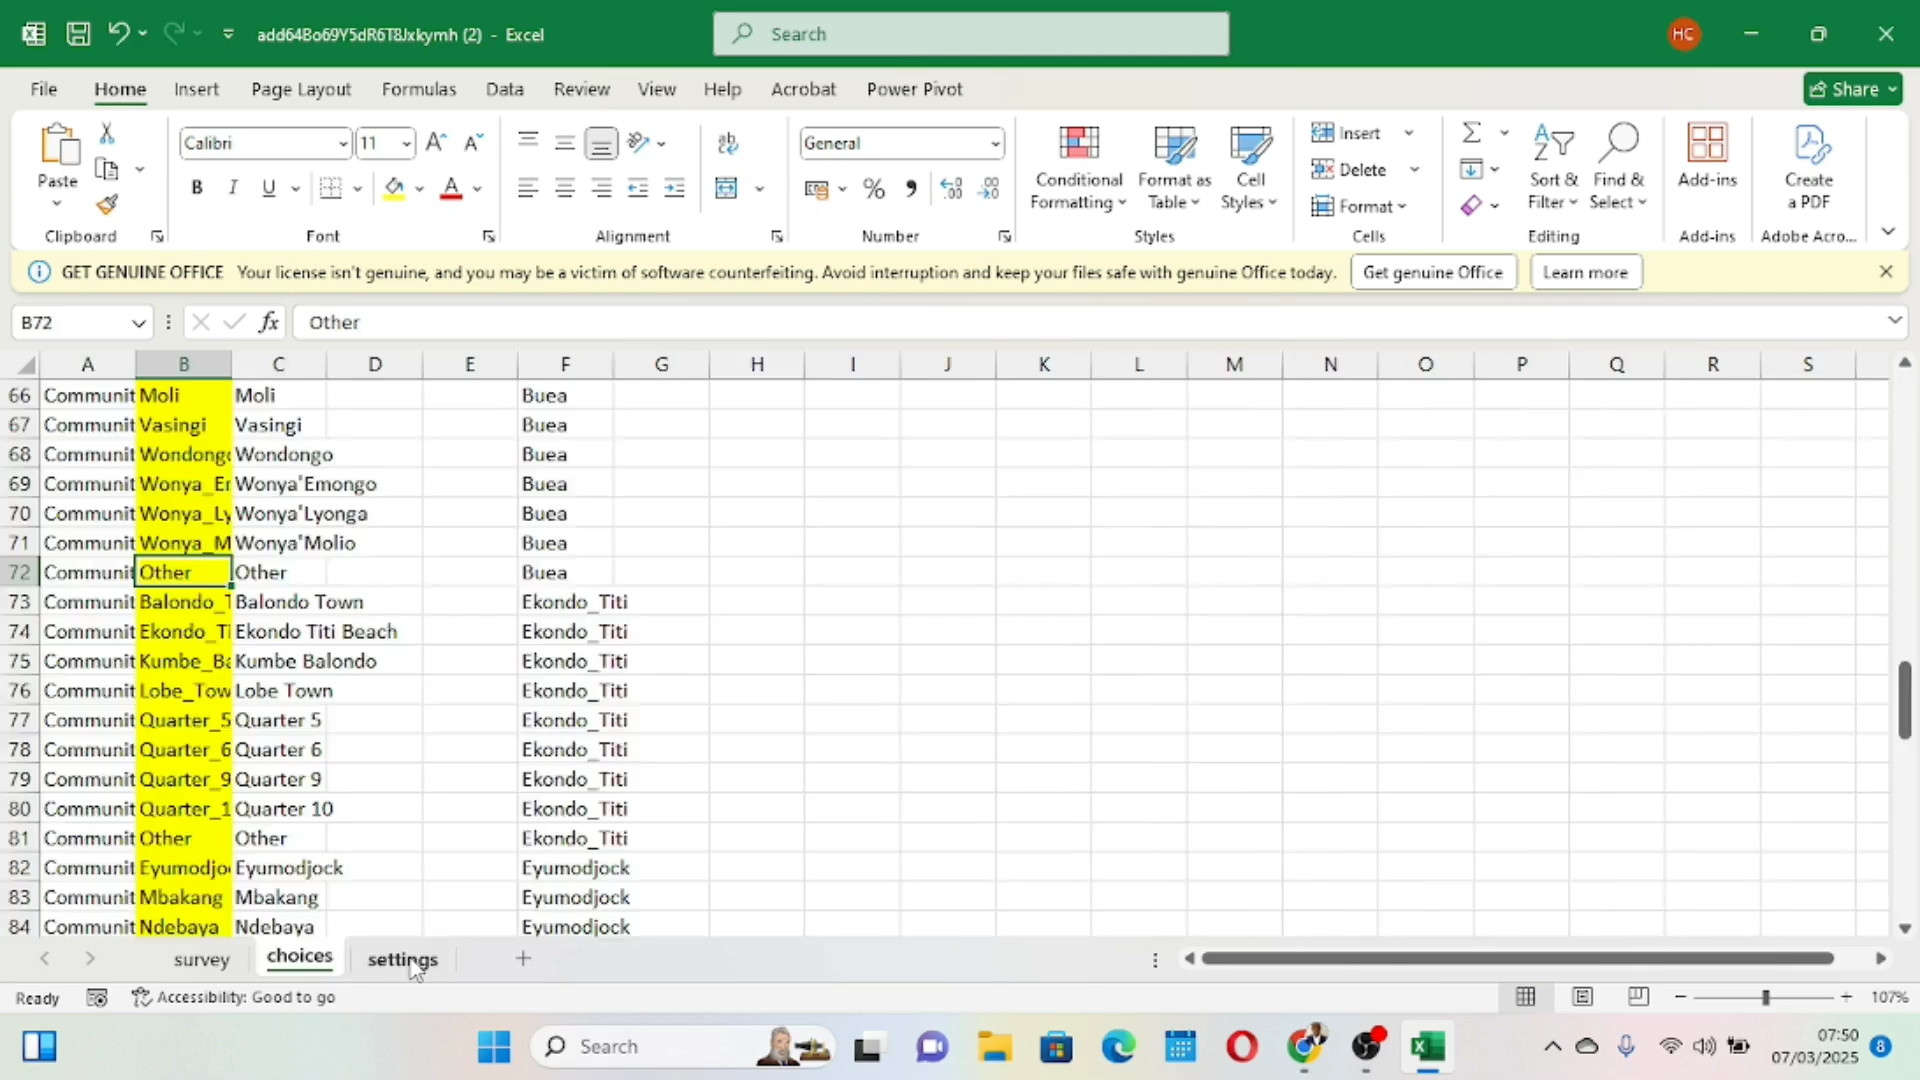 add64Bo69Y5dR6T8Jxkymh (2) - Excel
Search
HC
File Home Insert Page Layout Formulas Data Review View Help Acrobat Power Pivot Share
Paste
Clipboard
Calibri 11
B I U
Font
Alignment
General
Number
Conditional Formatting
Format as Table
Cell Styles
Styles
Insert
Delete
Format
Cells
Sort & Filter
Find & Select
Editing
Add-ins
Add-ins
Create a PDF
Adobe Acro...
GET GENUINE OFFICE Your license isn't genuine, and you may be a victim of software counterfeiting. Avoid interruption and keep your files safe with genuine Office today. Get genuine Office Learn more
B72 fx Other
A B C D E F G H I J K L M N O P Q R S
66 Communit Moli Moli Buea
67 Communit Vasingi Vasingi Buea
68 Communit Wondongo Wondongo Buea
69 Communit Wonya_Er Wonya'Emongo Buea
70 Communit Wonya_Ly Wonya'Lyonga Buea
71 Communit Wonya_M Wonya'Molio Buea
72 Communit Other Other Buea
73 Communit Balondo_T Balondo Town Ekondo_Titi
74 Communit Ekondo_Ti Ekondo Titi Beach Ekondo_Titi
75 Communit Kumbe_Ba Kumbe Balondo Ekondo_Titi
76 Communit Lobe_Tow Lobe Town Ekondo_Titi
77 Communit Quarter_5 Quarter 5 Ekondo_Titi
78 Communit Quarter_6 Quarter 6 Ekondo_Titi
79 Communit Quarter_9 Quarter 9 Ekondo_Titi
80 Communit Quarter_1 Quarter 10 Ekondo_Titi
81 Communit Other Other Ekondo_Titi
82 Communit Eyumodjo Eyumodjock Eyumodjock
83 Communit Mbakang Mbakang Eyumodjock
84 Communit Ndebaya Ndebaya Eyumodjock
survey choices settings
Ready Accessibility: Good to go 107%
Search
07:50
07/03/2025
8